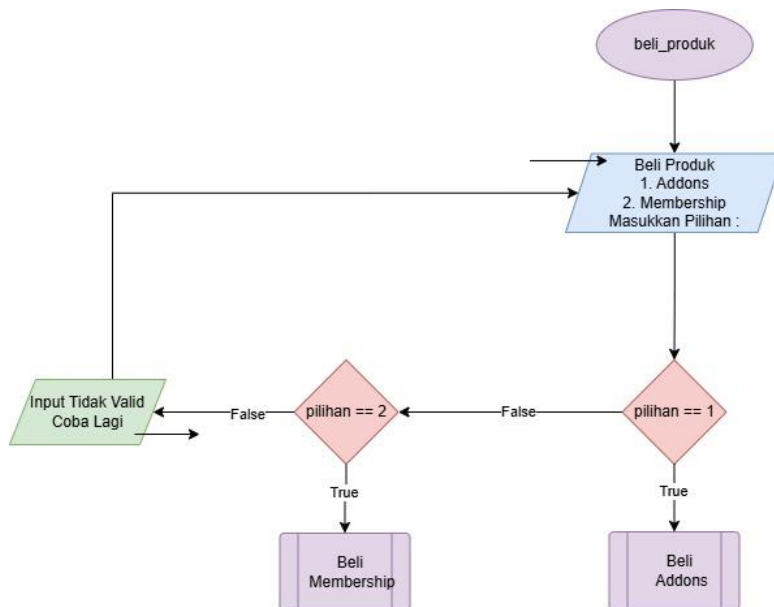 beli_produk
Beli Produk
1. Addons
2. Membership
Masukkan Pilihan :
Input Tidak Valid
Coba Lagi
False
pilihan == 2
False
pilihan == 1
True
True
Beli
Membership
Beli
Addons